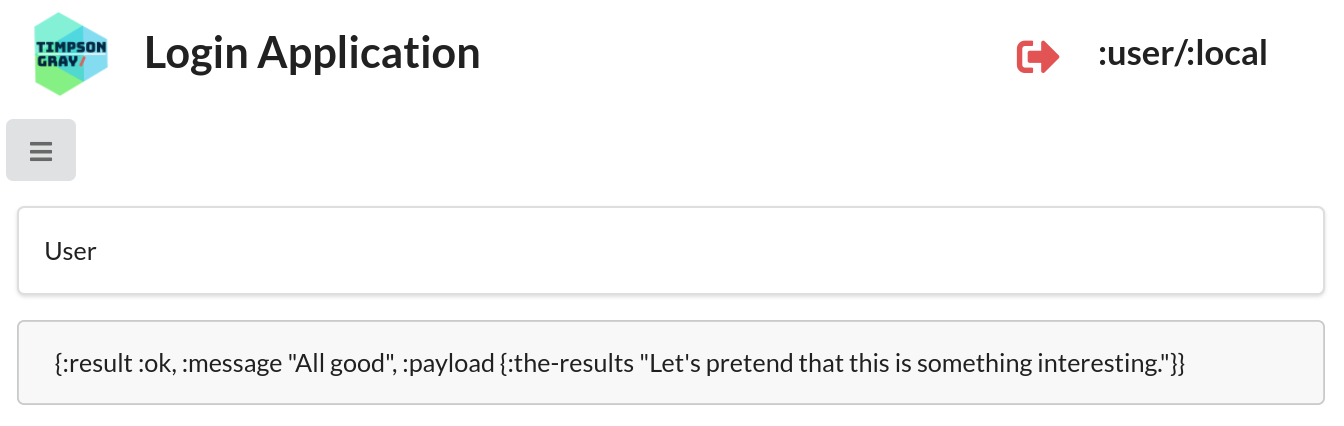 TIMPSON
GRAY/
Login Application
:user/:local
User
{:result :ok, :message "All good", :payload {:the-results "Let's pretend that this is something interesting."}}